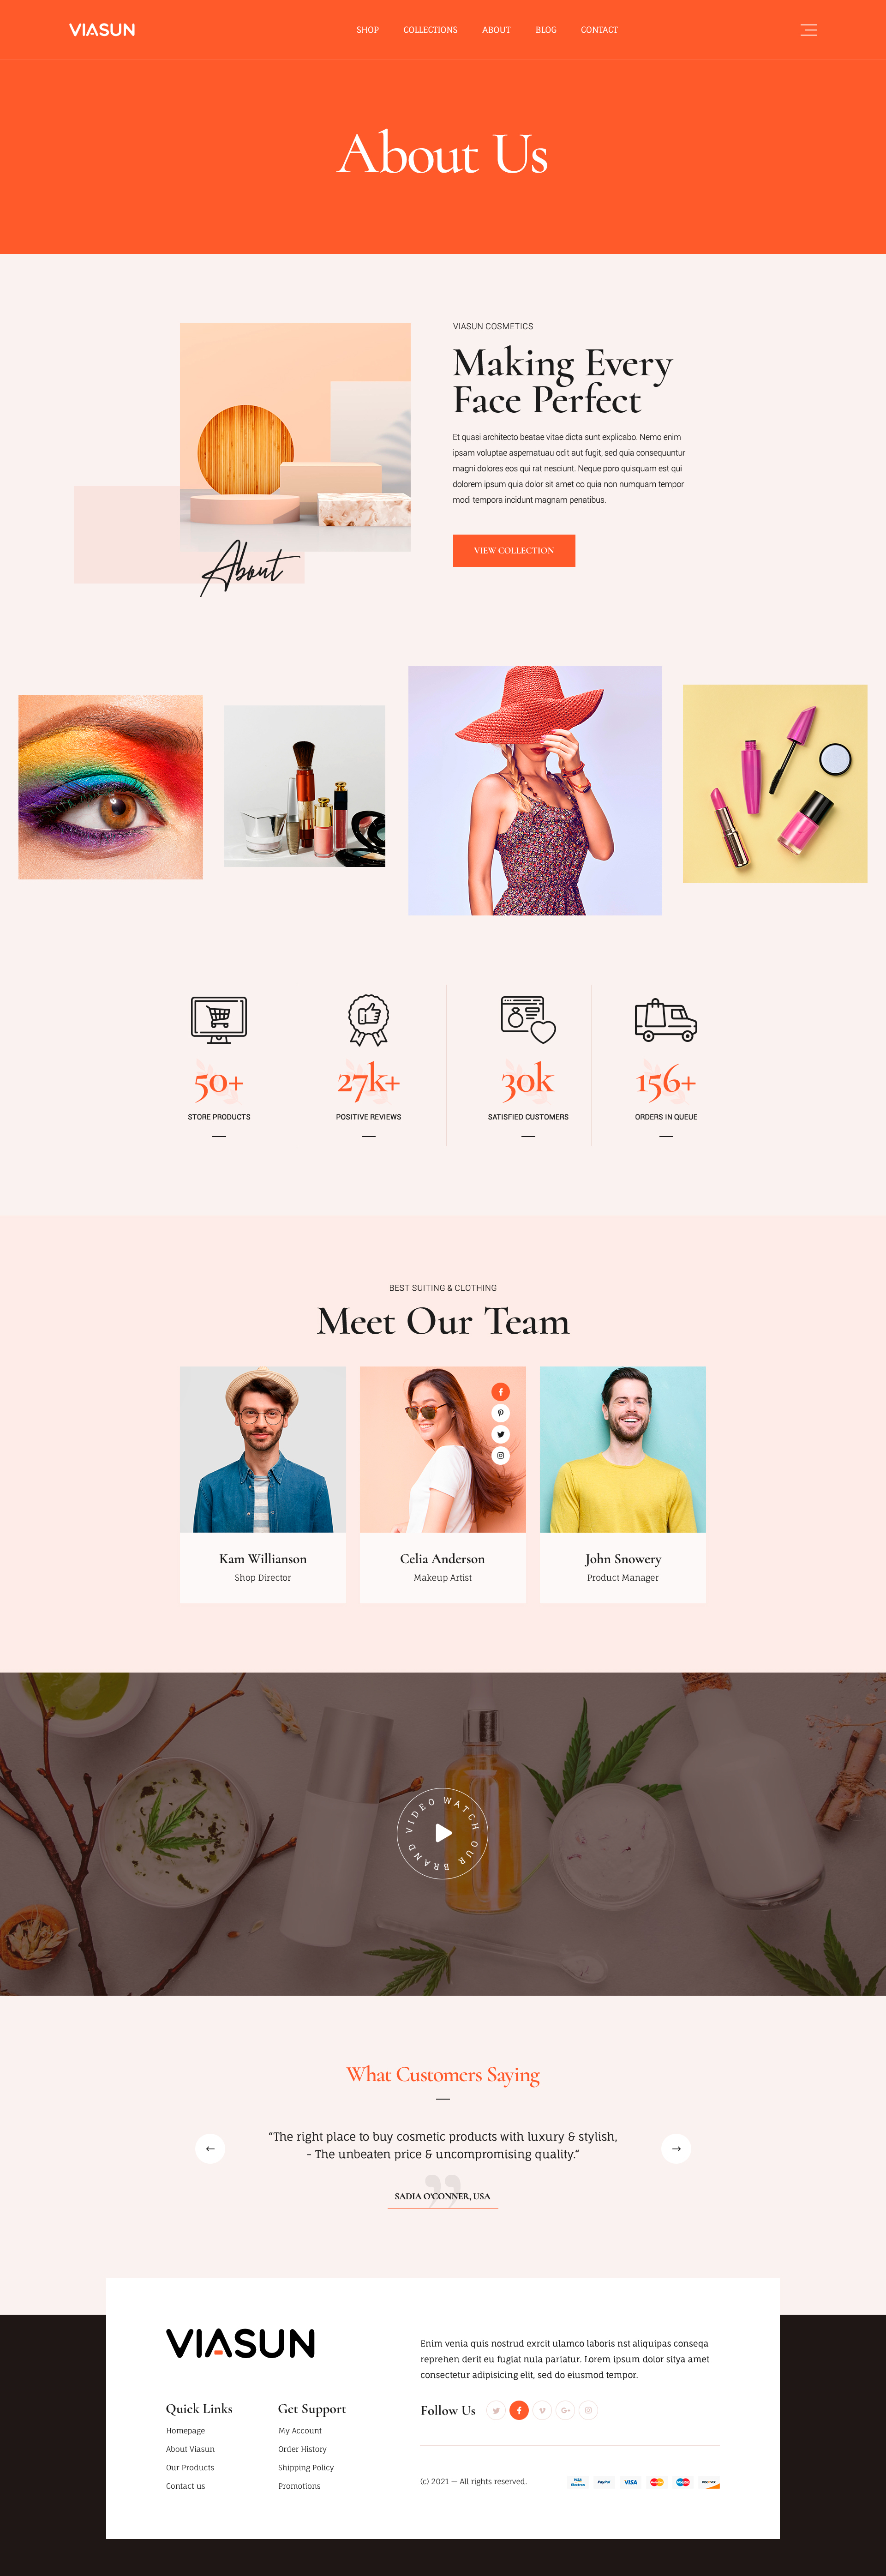 VIASUN
SHOP COLLECTIONS ABOUT BLOG CONTACT
About Us
VIASUN COSMETICS
Making Every
Face Perfect
Et quasi architecto beatae vitae dicta sunt explicabo. Nemo enim
ipsam voluptae aspernatuau odit aut fugit, sed quia consequuntur
magni dolores eos qui rat nesciunt. Neque poro quisquam est qui
dolorem ipsum quia dolor sit amet co quia non numquam tempor
modi tempora incidunt magnam penatibus.
VIEW COLLECTION
About
50+
STORE PRODUCTS
27k+
POSITIVE REVIEWS
30k
SATISFIED CUSTOMERS
156+
ORDERS IN QUEUE
BEST SUITING & CLOTHING
Meet Our Team
Kam Willianson
Shop Director
Celia Anderson
Makeup Artist
John Snowery
Product Manager
WATCH OUR BRAND VIDEO
What Customers Saying
“The right place to buy cosmetic products with luxury & stylish,
- The unbeaten price & uncompromising quality.”
SADIA O'CONNER, USA
VIASUN
Enim venia quis nostrud exrcit ulamco laboris nst aliquipas conseqa
reprehen derit eu fugiat nula pariatur. Lorem ipsum dolor sitya amet
consectetur adipisicing elit, sed do eiusmod tempor.
Quick Links
Homepage
About Viasun
Our Products
Contact us
Get Support
My Account
Order History
Shipping Policy
Promotions
Follow Us
(c) 2021 — All rights reserved.
VISA Electron PayPal VISA DISCOVER